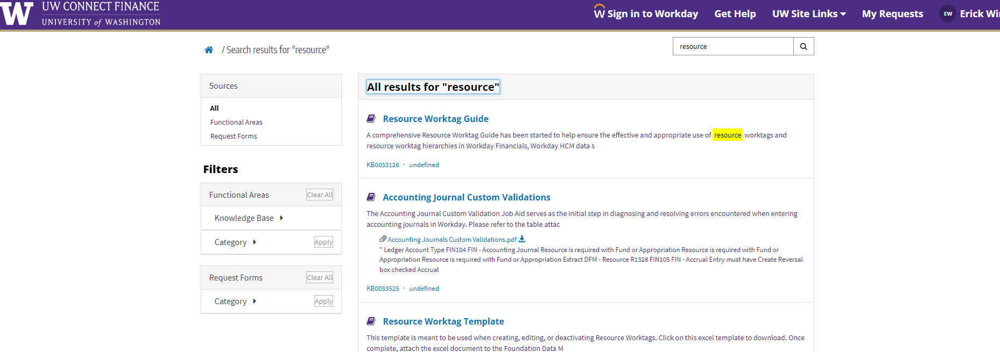 W UW CONNECT FINANCE
UNIVERSITY of WASHINGTON
W Sign in to Workday Get Help UW Site Links My Requests EW Erick Wi
/ Search results for "resource"
resource
Sources
All
Functional Areas
Request Forms
Filters
Functional Areas Clear All
Knowledge Base
Category Apply
Request Forms Clear All
Category Apply
All results for "resource"
Resource Worktag Guide
A comprehensive Resource Worktag Guide has been started to help ensure the effective and appropriate use of resource worktags and
resource worktag hierarchies in Workday Financials, Workday HCM data s
KB0033126 · undefined
Accounting Journal Custom Validations
The Accounting Journal Custom Validation Job Aid serves as the initial step in diagnosing and resolving errors encountered when entering
accounting journals in Workday. Please refer to the table attac
Accounting Journals Custom Validations.pdf
" Ledger Account Type FIN104 FIN - Accounting Journal Resource is required with Fund or Appropriation Resource is required with Fund or
Appropriation Resource is required with Fund or Appropriation Extract DFM - Resource R1328 FIN105 FIN - Accrual Entry must have Create Reversal
box checked Accrual
KB0033525 · undefined
Resource Worktag Template
This template is meant to be used when creating, editing, or deactivating Resource Worktags. Click on this excel template to download. Once
complete, attach the excel document to the Foundation Data M